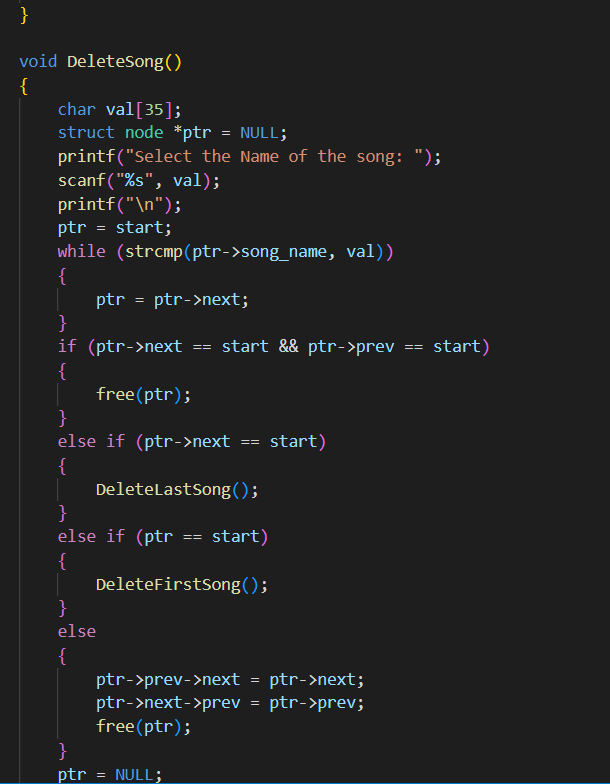 }
void DeleteSong()
{
    char val[35];
    struct node *ptr = NULL;
    printf("Select the Name of the song: ");
    scanf("%s", val);
    printf("\n");
    ptr = start;
    while (strcmp(ptr->song_name, val))
    {
        ptr = ptr->next;
    }
    if (ptr->next == start && ptr->prev == start)
    {
        free(ptr);
    }
    else if (ptr->next == start)
    {
        DeleteLastSong();
    }
    else if (ptr == start)
    {
        DeleteFirstSong();
    }
    else
    {
        ptr->prev->next = ptr->next;
        ptr->next->prev = ptr->prev;
        free(ptr);
    }
    ptr = NULL;